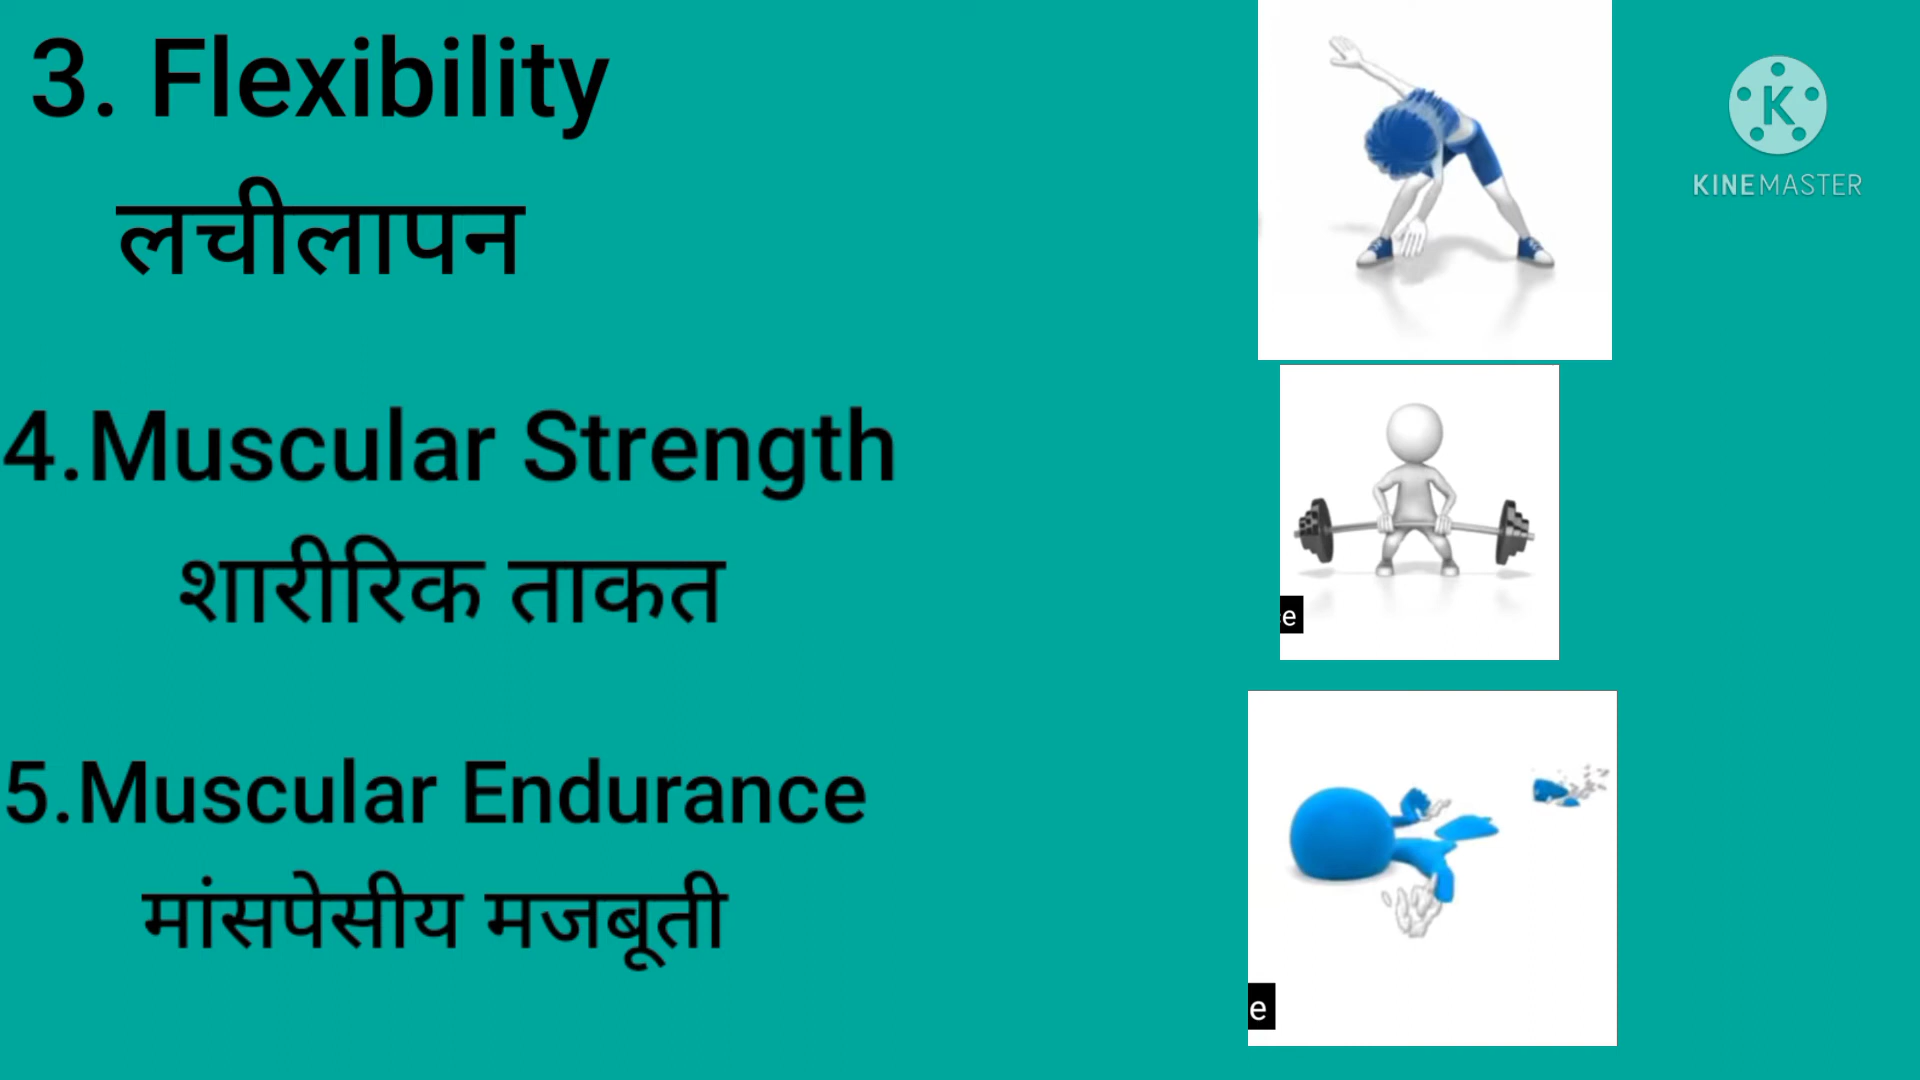 3. Flexibility
लचीलापन
4.Muscular Strength
शारीरिक ताकत
5.Muscular Endurance
मांसपेसीय मजबूती
K
KINEMASTER
e
e